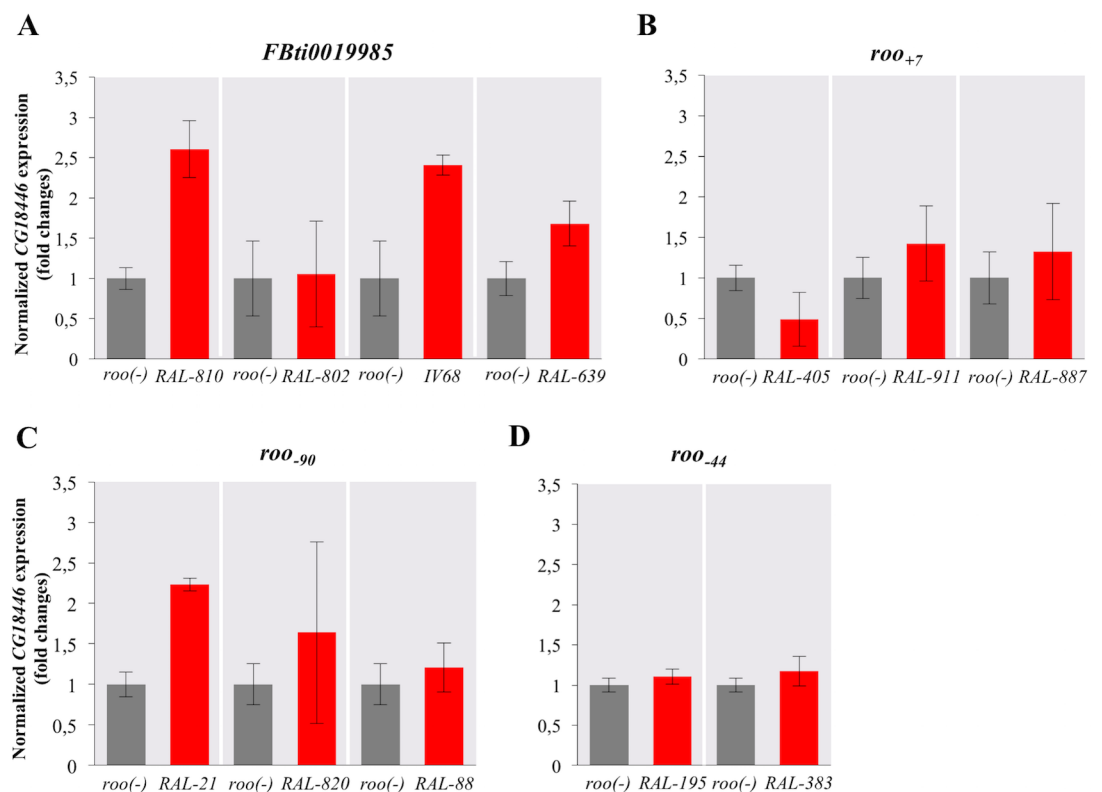 A
FBti0019985
Normalized CG18446 expression
(fold changes)
3,5
3
2,5
2
1,5
1
0,5
0
roo(-) RAL-810 roo(-) RAL-802 roo(-) IV68 roo(-) RAL-639
B
roo+7
3,5
3
2,5
2
1,5
1
0,5
0
roo(-) RAL-405 roo(-) RAL-911 roo(-) RAL-887
C
roo-90
Normalized CG18446 expression
(fold changes)
3,5
3
2,5
2
1,5
1
0,5
0
roo(-) RAL-21 roo(-) RAL-820 roo(-) RAL-88
D
roo-44
3,5
3
2,5
2
1,5
1
0,5
0
roo(-) RAL-195 roo(-) RAL-383